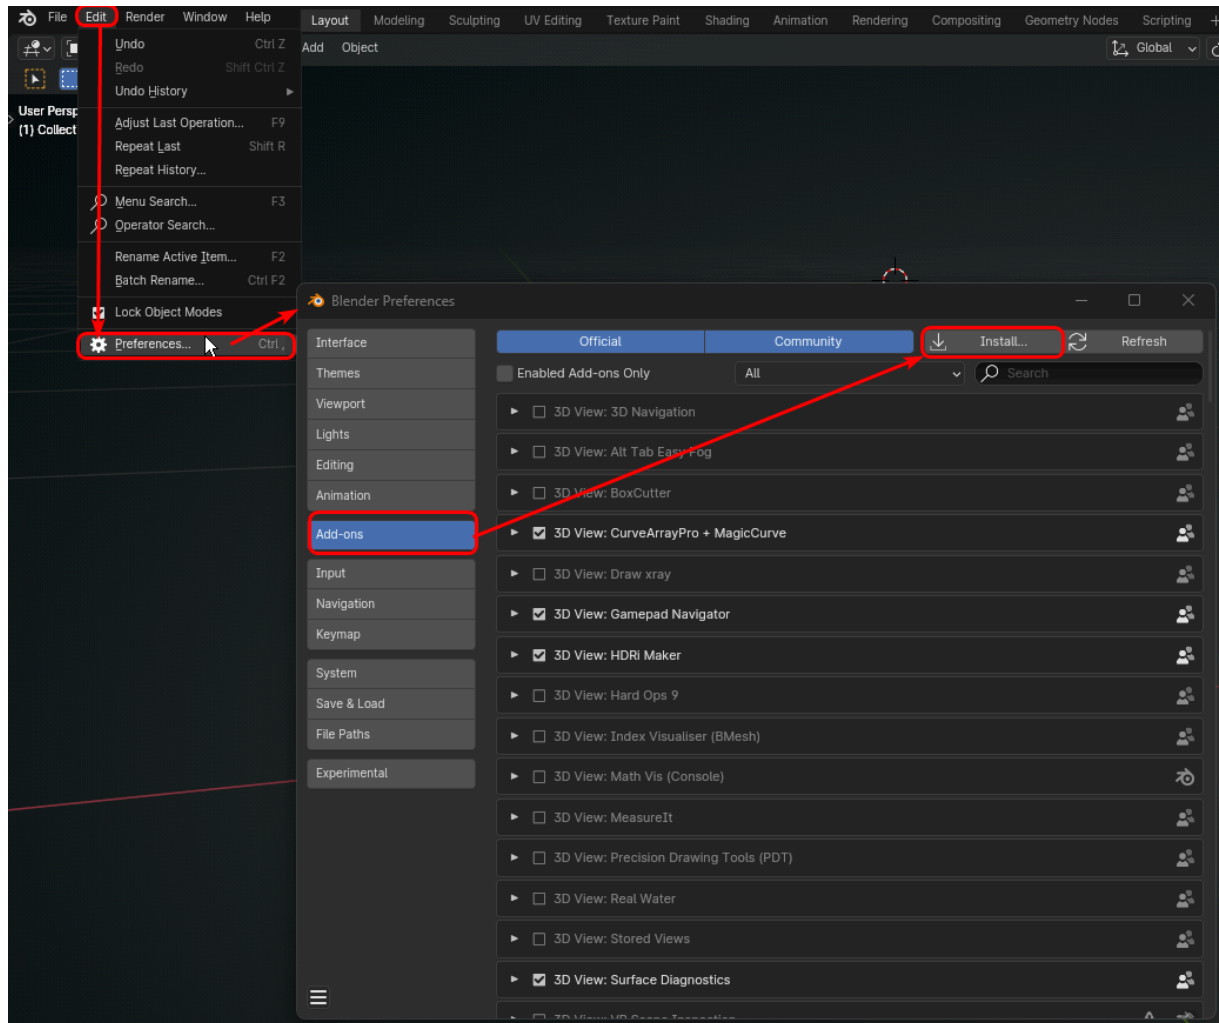 File Edit Render Window Help Layout Modeling Sculpting UV Editing Texture Paint Shading Animation Rendering Compositing Geometry Nodes Scripting +
Add Object Global
User Persp
(1) Collect
Undo Ctrl Z
Redo Shift Ctrl Z
Undo History
Adjust Last Operation... F9
Repeat Last Shift R
Repeat History...
Menu Search... F3
Operator Search...
Rename Active Item... F2
Batch Rename... Ctrl F2
Lock Object Modes
Preferences... Ctrl ,
Blender Preferences
Interface
Themes
Viewport
Lights
Editing
Animation
Add-ons
Input
Navigation
Keymap
System
Save & Load
File Paths
Experimental
Official Community Install... Refresh
Enabled Add-ons Only All Search
3D View: 3D Navigation
3D View: Alt Tab Easy Fog
3D View: BoxCutter
3D View: CurveArrayPro + MagicCurve
3D View: Draw xray
3D View: Gamepad Navigator
3D View: HDRi Maker
3D View: Hard Ops 9
3D View: Index Visualiser (BMesh)
3D View: Math Vis (Console)
3D View: MeasureIt
3D View: Precision Drawing Tools (PDT)
3D View: Real Water
3D View: Stored Views
3D View: Surface Diagnostics
3D View: VR Scene Inspection